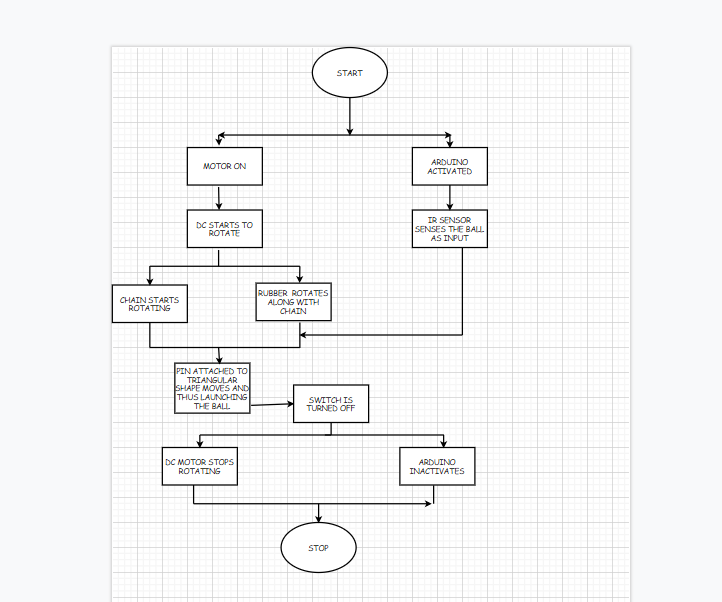 START
MOTOR ON
ARDUINO
ACTIVATED
DC STARTS TO
ROTATE
IR SENSOR
SENSES THE BALL
AS INPUT
CHAIN STARTS
ROTATING
RUBBER ROTATES
ALONG WITH
CHAIN
PIN ATTACHED TO
TRIANGULAR
SHAPE MOVES AND
THUS LAUNCHING
THE BALL
SWITCH IS
TURNED OFF
DC MOTOR STOPS
ROTATING
ARDUINO
INACTIVATES
STOP